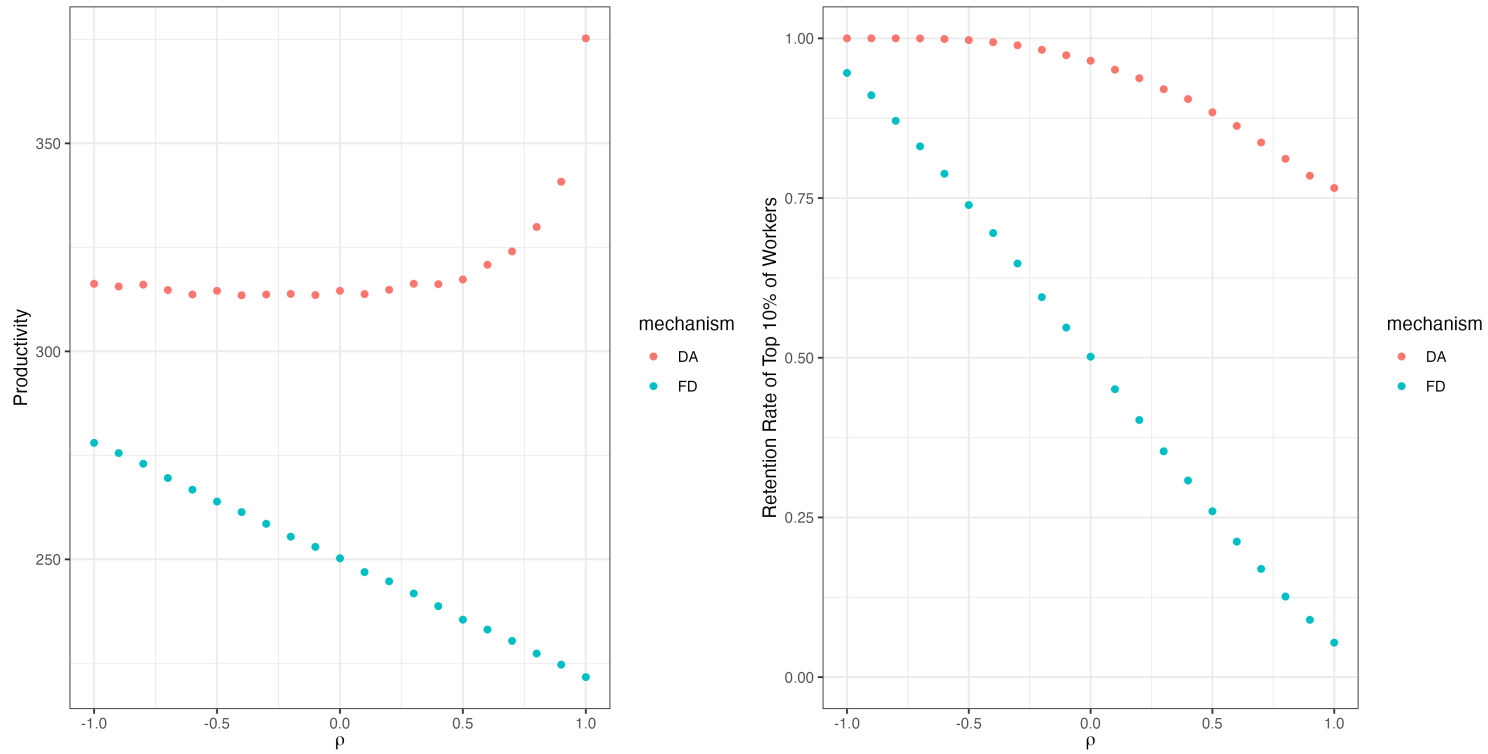 Productivity
350
300
250
-1.0
-0.5
0.0
0.5
1.0
ρ
mechanism
DA
FD
Retention Rate of Top 10% of Workers
1.00
0.75
0.50
0.25
0.00
-1.0
-0.5
0.0
0.5
1.0
ρ
mechanism
DA
FD